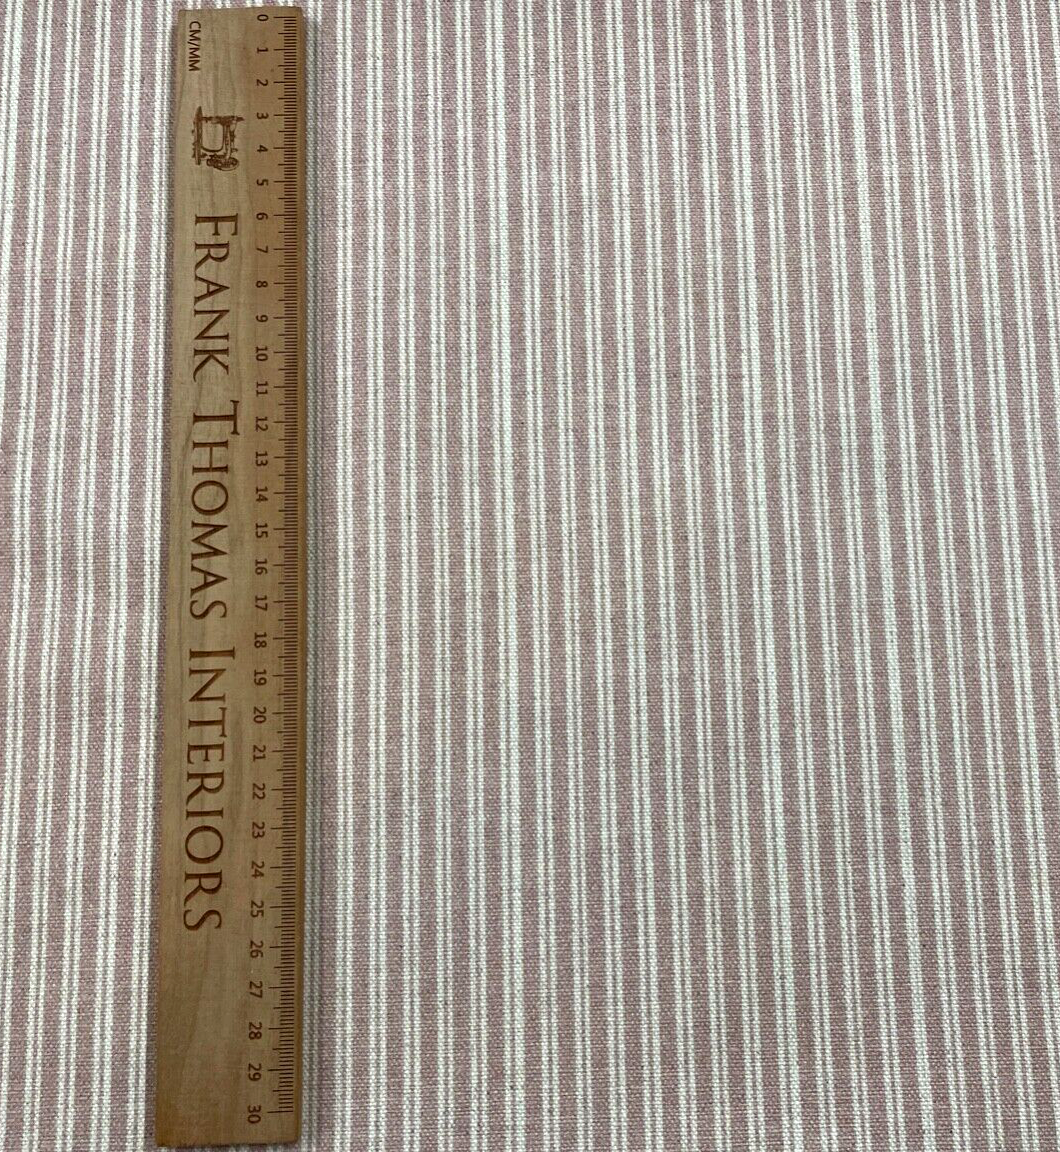 CM/MM
0 1 2 3 4 5 6 7 8 9 10 11 12 13 14 15 16 17 18 19 20 21 22 23 24 25 26 27 28 29 30
FRANK THOMAS INTERIORS